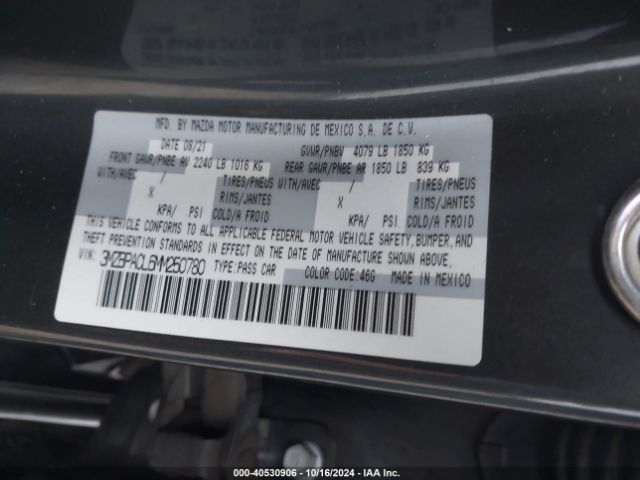 MFD. BY MAZDA MOTOR MANUFACTURING DE MEXICO S.A. DE C.V.
DATE 08/21 GVWR/PNBV 4079 LB 1850 KG
FRONT GAWR/PNBE AV 2240 LB 1016 KG REAR GAWR/PNBE AR 1850 LB 839 KG
WITH/AVEC / TIRES/PNEUS WITH/AVEC / TIRES/PNEUS
X RIMS/JANTES X RIMS/JANTES
KPA/ PSI COLD/A FROID KPA/ PSI COLD/A FROID
THIS VEHICLE CONFORMS TO ALL APPLICABLE FEDERAL MOTOR VEHICLE SAFETY, BUMPER, AND
THEFT PREVENTION STANDARDS IN EFFECT ON THE DATE OF MANUFACTURE SHOWN ABOVE.
VIN: 3MZBPACL6MM250780 TYPE:PASS CAR COLOR CODE:46G MADE IN MEXICO
000-40530906 - 10/16/2024 - IAA Inc.